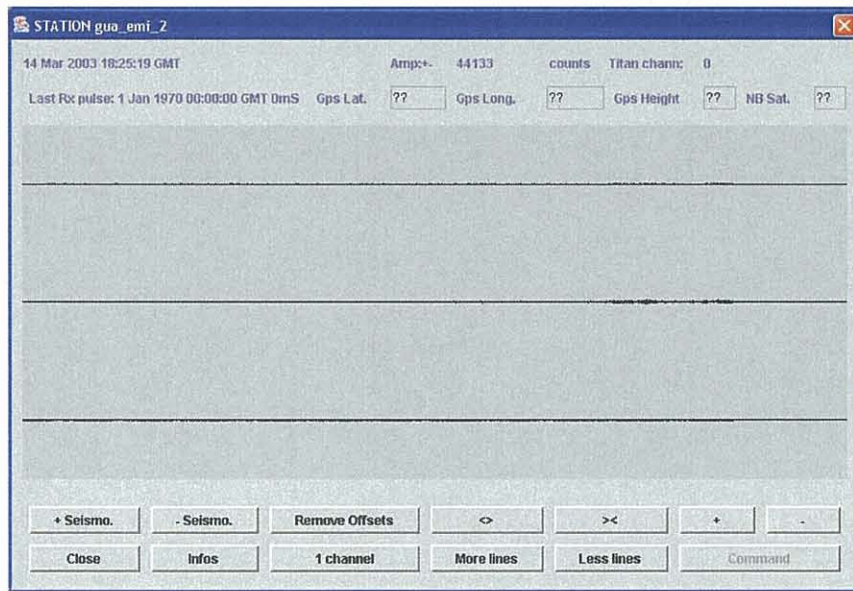 STATION gua_emi_2
14 Mar 2003 18:25:19 GMT Amp:+- 44133 counts Titan chann: 0
Last Rx pulse: 1 Jan 1970 00:00:00 GMT 0mS Gps Lat. ?? Gps Long. ?? Gps Height ?? NB Sat. ??
+ Seismo. - Seismo. Remove Offsets <> >< + -
Close Infos 1 channel More lines Less lines Command